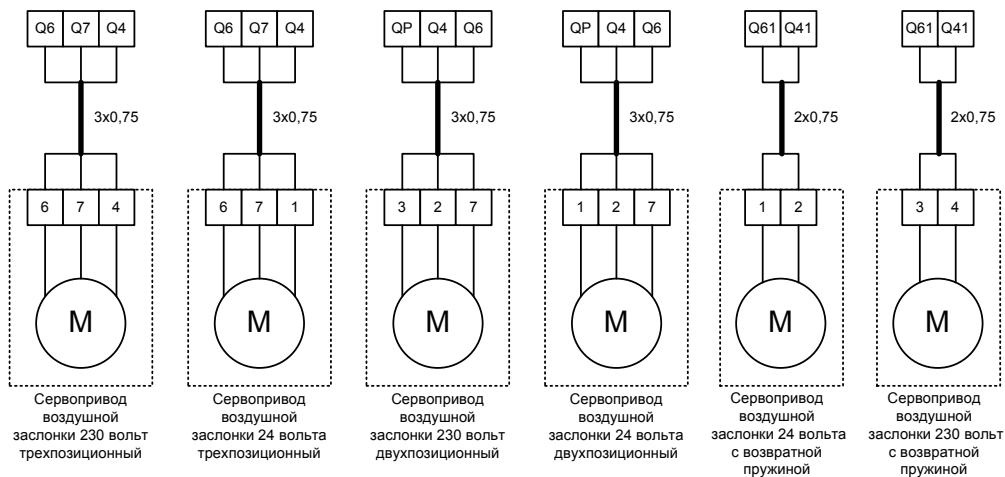 Q6 Q7 Q4 Q6 Q7 Q4 QP Q4 Q6 QP Q4 Q6 Q61 Q41 Q61 Q41
3x0,75 3x0,75 3x0,75 3x0,75 2x0,75 2x0,75
6 7 4 6 7 1 3 2 7 1 2 7 1 2 3 4
M M M M M M
Сервопривод
воздушной
заслонки 230 вольт
трехпозиционный
Сервопривод
воздушной
заслонки 24 вольта
трехпозиционный
Сервопривод
воздушной
заслонки 230 вольт
двухпозиционный
Сервопривод
воздушной
заслонки 24 вольта
двухпозиционный
Сервопривод
воздушной
заслонки 24 вольта
с возвратной
пружиной
Сервопривод
воздушной
заслонки 230 вольт
с возвратной
пружиной